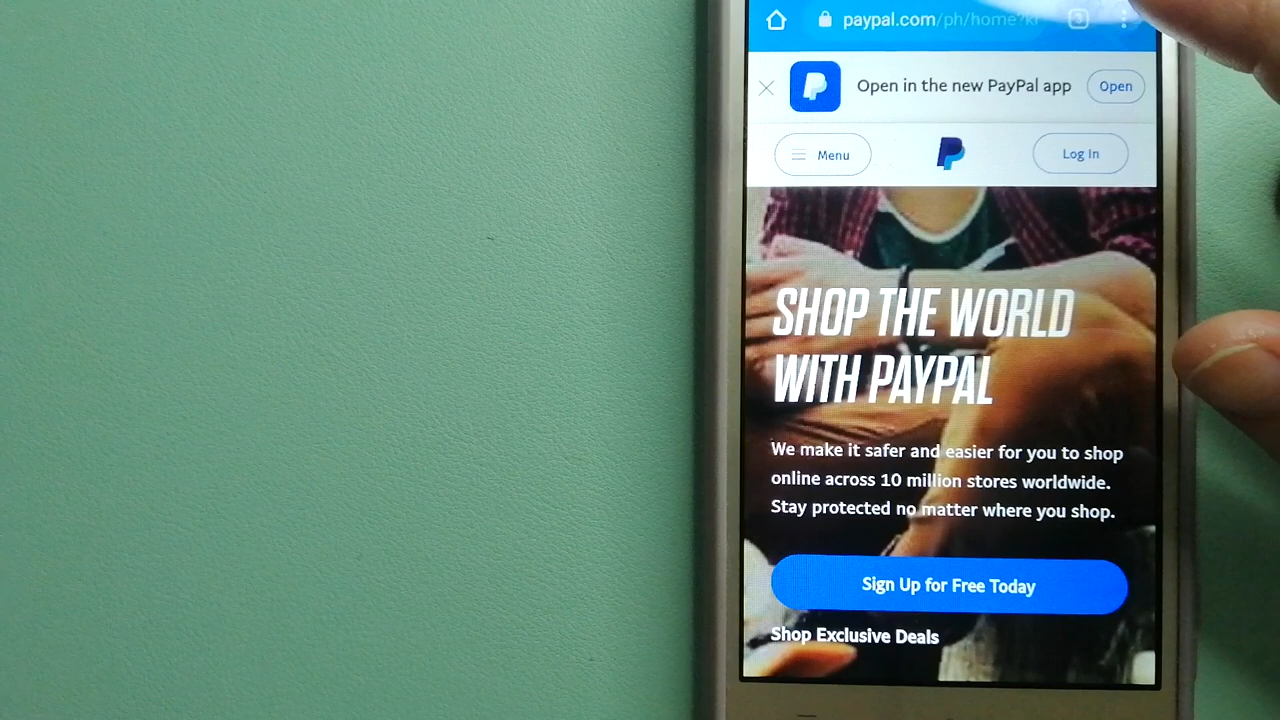 paypal.com/ph/home?
3
Open in the new PayPal app
Open
Menu
Log In
SHOP THE WORLD
WITH PAYPAL
We make it safer and easier for you to shop
online across 10 million stores worldwide.
Stay protected no matter where you shop.
Sign Up for Free Today
Shop Exclusive Deals